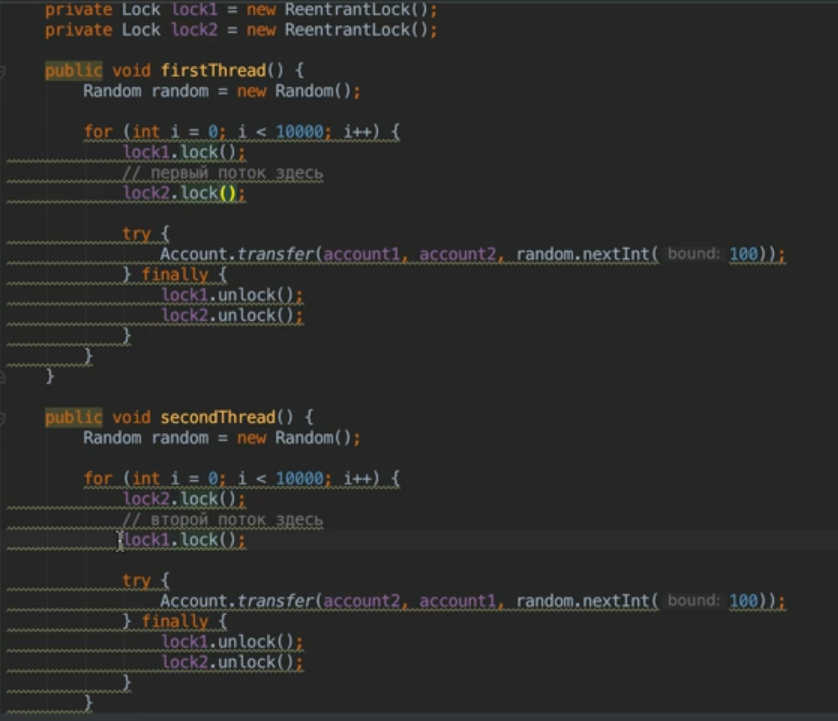 private Lock lock1 = new ReentrantLock();
private Lock lock2 = new ReentrantLock();
public void firstThread() {
Random random = new Random();
for (int i = 0; i < 10000; i++) {
lock1.lock();
// первый поток здесь
lock2.lock();
try {
Account.transfer(account1, account2, random.nextInt( bound: 100));
} finally {
lock1.unlock();
lock2.unlock();
}
}
}
public void secondThread() {
Random random = new Random();
for (int i = 0; i < 10000; i++) {
lock2.lock();
// второй поток здесь
lock1.lock();
try {
Account.transfer(account2, account1, random.nextInt( bound: 100));
} finally {
lock1.unlock();
lock2.unlock();
}
}